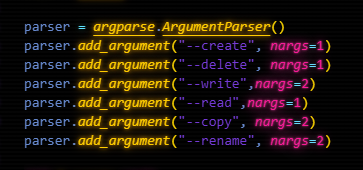 parser = argparse.ArgumentParser()
parser.add_argument("--create", nargs=1)
parser.add_argument("--delete", nargs=1)
parser.add_argument("--write",nargs=2)
parser.add_argument("--read",nargs=1)
parser.add_argument("--copy", nargs=2)
parser.add_argument("--rename", nargs=2)